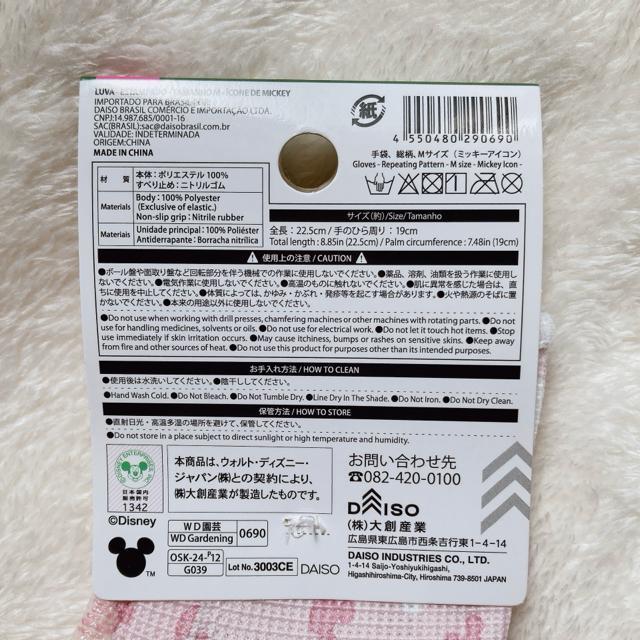 LUVA - ESTAMPADO - TAMANHO M - ÍCONE DE MICKEY
IMPORTADO PARA BRASIL
DAISO BRASIL COMÉRCIO E IMPORTAÇÃO LTDA.
CNPJ:14.987.685/0001-16
SAC(BRASIL):sac@daisobrasil.com.br
VALIDADE: INDETERMINADA
ORIGEM:CHINA
MADE IN CHINA
紙
4 550480 290690
手袋、総柄、Mサイズ（ミッキーアイコン）
Gloves - Repeating Pattern - M size - Mickey Icon -
材質 本体：ポリエステル 100%
すべり止め：ニトリルゴム
Materials Body : 100% Polyester
(Exclusive of elastic.)
Non-slip grip : Nitrile rubber
Materiais Unidade principal : 100% Poliéster
Antiderrapante : Borracha nitrílica
サイズ（約）/Size/Tamanho
全長：22.5cm / 手のひら周り：19cm
Total length : 8.85in (22.5cm) / Palm circumference : 7.48in (19cm)
使用上の注意 / CAUTION
●ボール盤や面取り盤など回転部分を伴う機械での作業に使用しないでください。●薬品、溶剤、油類を扱う作業に使用しな
いでください。●電気作業に使用しないでください。●高温のものに触れないでください。●肌に異常を感じた場合は、直
ちに使用を中止してください。●体質によっては、かゆみ・かぶれ・発疹等を起こす場合があります。●火や熱源のそばに置
かないでください。●本来の用途以外に使用しないでください。
●Do not use when working with drill presses, chamfering machines or other machines with rotating parts. ●Do not
use for handling medicines, solvents or oils. ●Do not use for electrical work. ●Do not let it touch hot items. ●Stop
use immediately if skin irritation occurs. ●May cause itchiness, bumps or rashes on sensitive skins. ●Keep away
from fire and other sources of heat. ●Do not use this product for purposes other than its intended purposes.
お手入れ方法 / HOW TO CLEAN
●使用後は水洗いしてください。●陰干ししてください。
●Hand Wash Cold. ●Do Not Bleach. ●Do Not Tumble Dry. ●Line Dry In The Shade. ●Do Not Iron. ●Do Not Dry Clean.
保管方法 / HOW TO STORE
●直射日光・高温多湿の場所を避けて、保管してください。
●Do not store in a place subject to direct sunlight or high temperature and humidity.
日本国内
販売許可
1342
本商品は、ウォルト・ディズニー・
ジャパン（株）との契約により、
（株）大創産業が製造したものです。
お問い合わせ先
☎082-420-0100
©Disney
WD園芸
WD Gardening 0690
OSK-24-P12
G039
Lot No. 3003CE DAISO
TM
DAISO
（株）大創産業
広島県東広島市西条吉行東1-4-14
DAISO INDUSTRIES CO., LTD.
1-4-14 Saijo-Yoshiyukihigashi,
Higashihiroshima-City, Hiroshima 739-8501 JAPAN